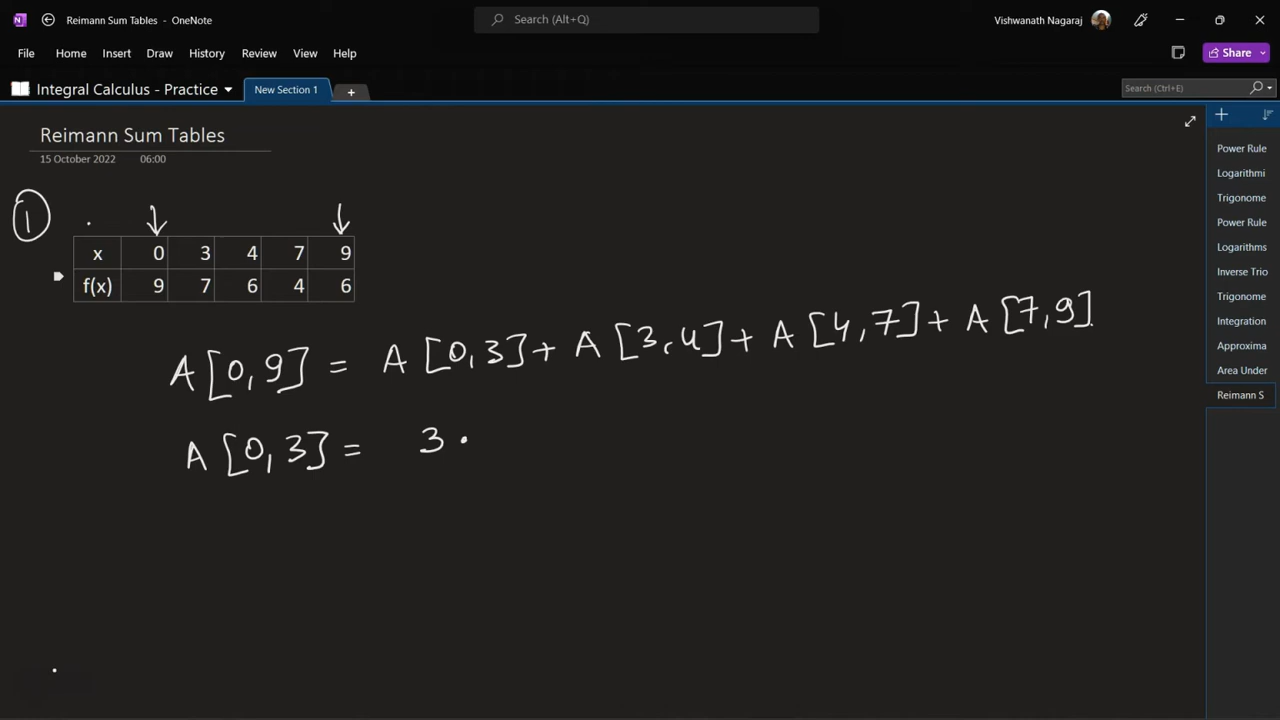 Reimann Sum Tables - OneNote
Search (Alt+Q)
Vishwanath Nagaraj
File Home Insert Draw History Review View Help
Share
Integral Calculus - Practice
New Section 1
+
Search (Ctrl+E)
Reimann Sum Tables
15 October 2022 06:00
1
x 0 3 4 7 9
f(x) 9 7 6 4 6
A [0, 9] = A [0, 3] + A [3, 4] + A [4, 7] + A [7, 9]
A [0, 3] = 3 ·
Power Rule
Logarithmi
Trigonome
Power Rule
Logarithms
Inverse Trio
Trigonome
Integration
Approxima
Area Under
Reimann S